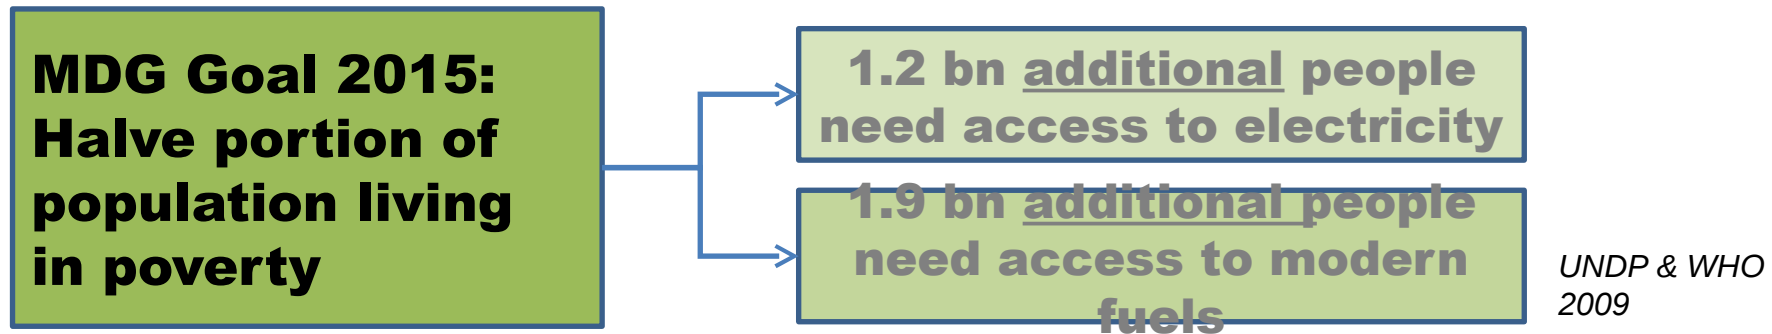 MDG Goal 2015:
Halve portion of
population living
in poverty
1.2 bn additional people
need access to electricity
1.9 bn additional people
need access to modern
fuels
UNDP & WHO
2009